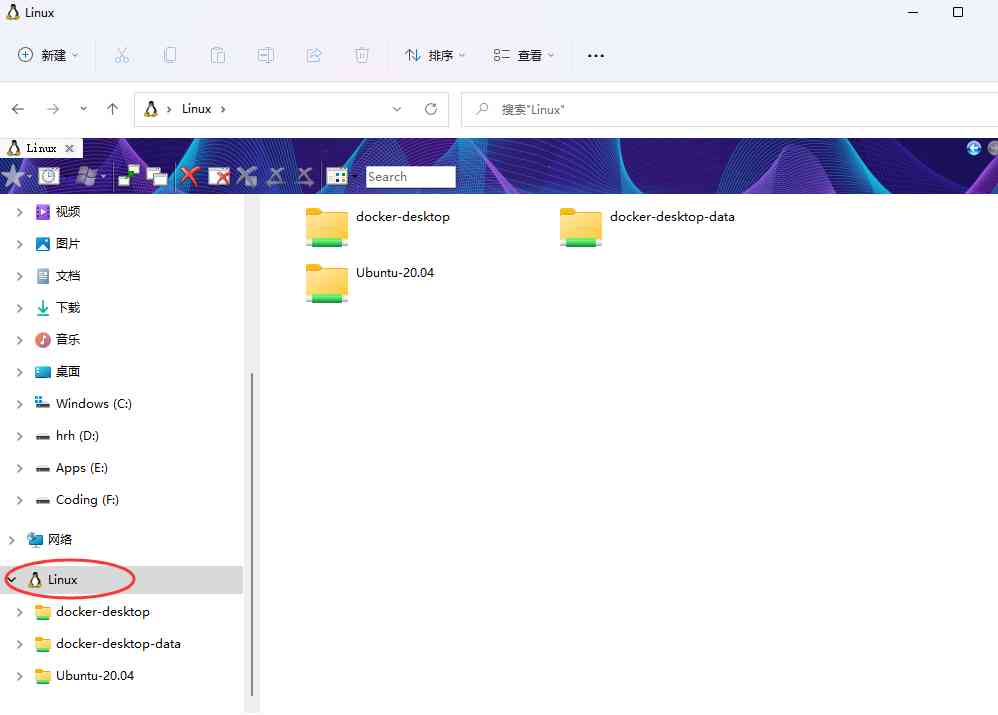 Linux
新建
排序
查看
Linux
搜索"Linux"
Linux
Search
视频
图片
文档
下载
音乐
桌面
Windows (C:)
hrh (D:)
Apps (E:)
Coding (F:)
网络
Linux
docker-desktop
docker-desktop-data
Ubuntu-20.04
docker-desktop
docker-desktop-data
Ubuntu-20.04